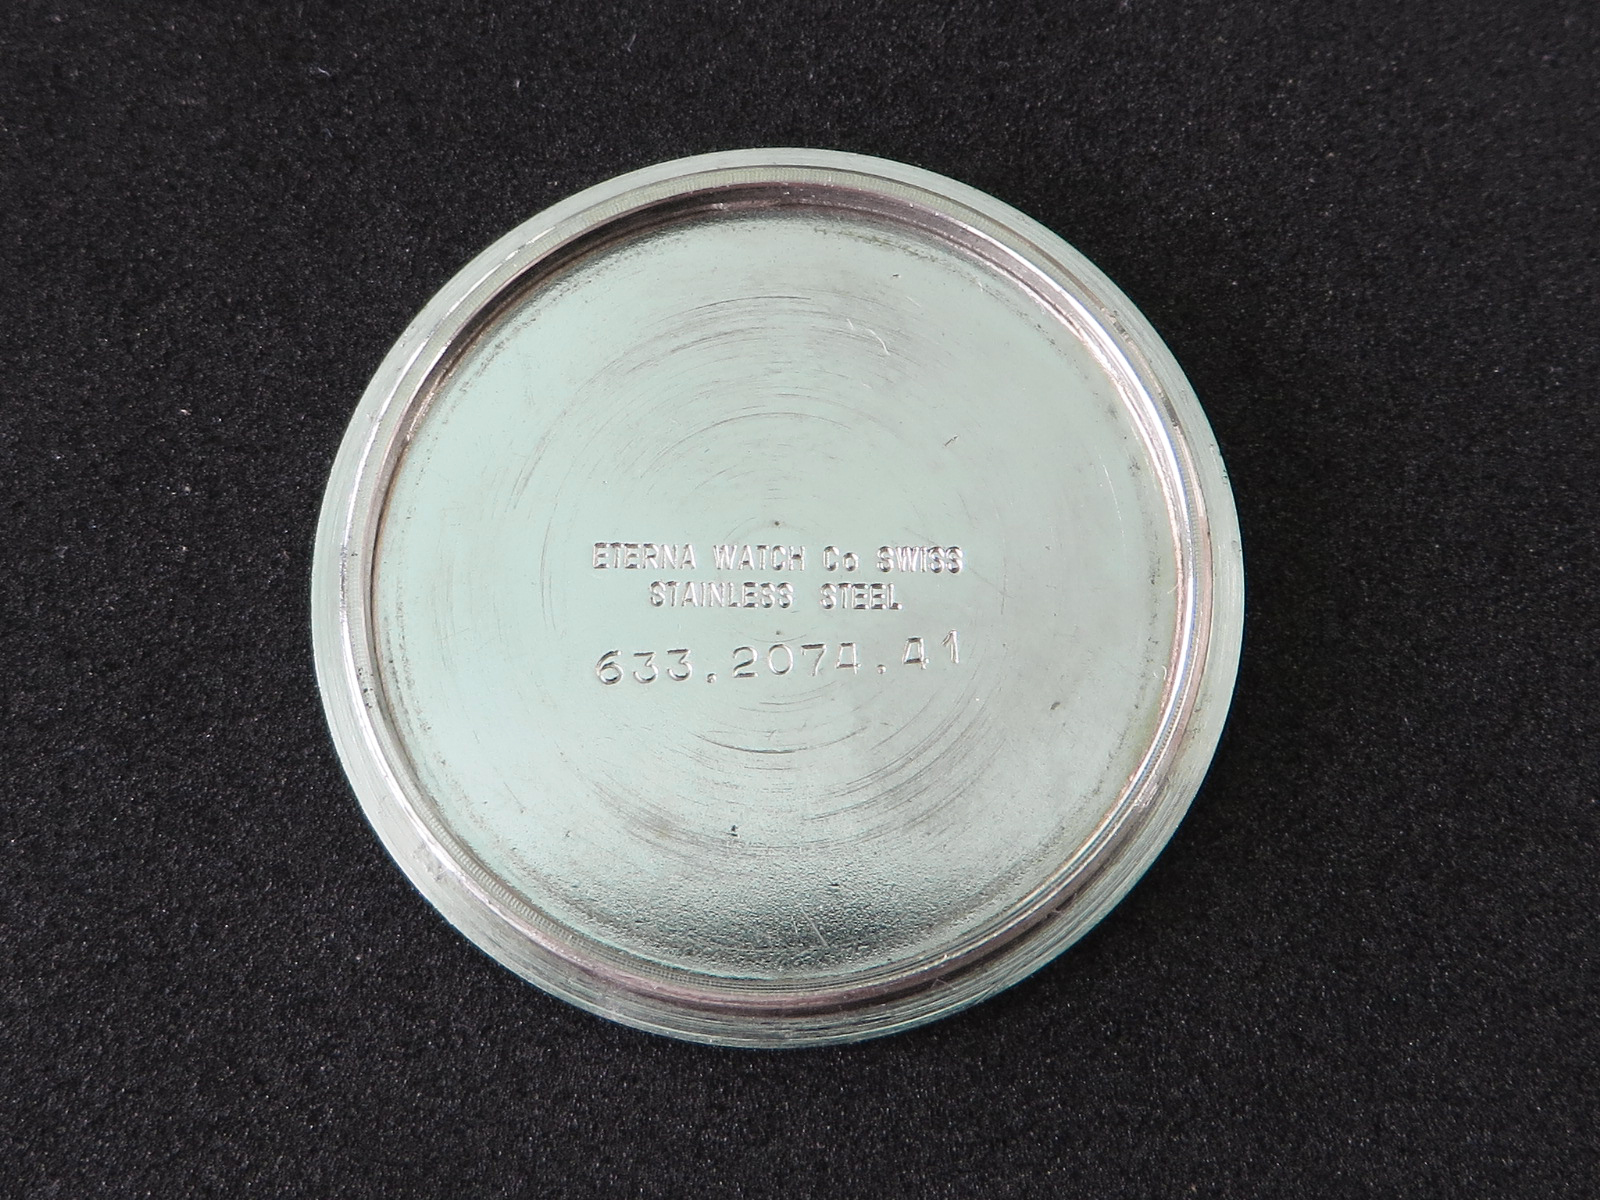 ETERNA WATCH Co SWISS
STAINLESS STEEL
633.2074.41